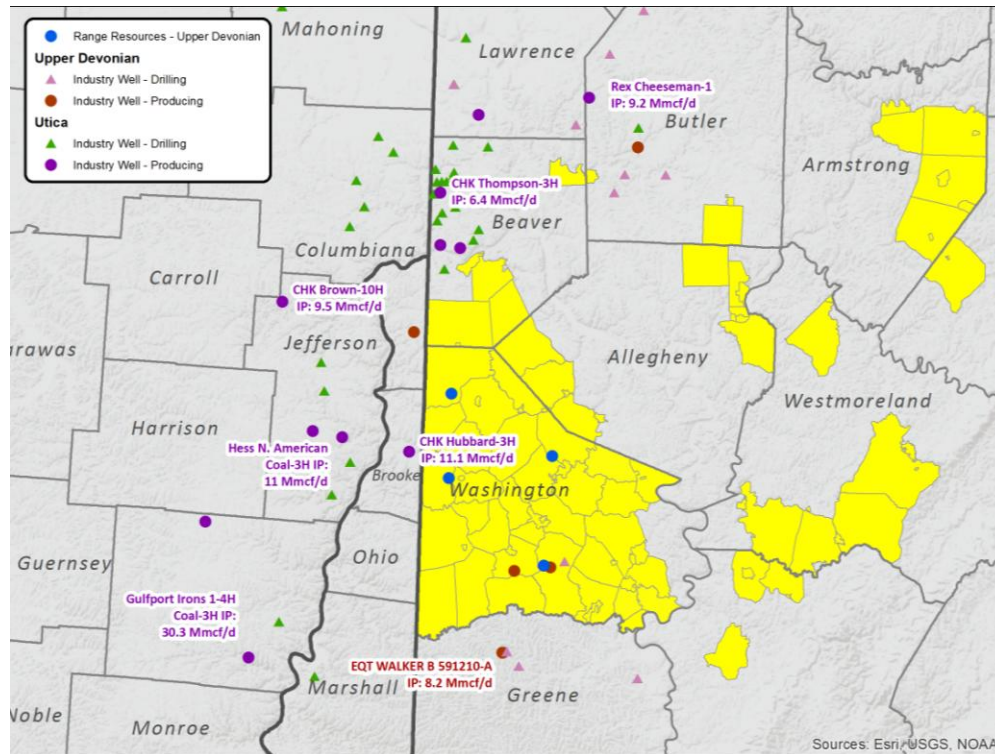 Range Resources - Upper Devonian
Upper Devonian
Industry Well - Drilling
Industry Well - Producing
Utica
Industry Well - Drilling
Industry Well - Producing
Mahoning
Lawrence
Rex Cheeseman-1
IP: 9.2 Mmcf/d
Butler
Armstrong
CHK Thompson-3H
IP: 6.4 Mmcf/d
Beaver
Columbiana
Carroll
CHK Brown-10H
IP: 9.5 Mmcf/d
Jefferson
arawas
Allegheny
Westmoreland
Harrison
Hess N. American
Coal-3H IP:
11 Mmcf/d
CHK Hubbard-3H
IP: 11.1 Mmcf/d
Brooke
Washington
Guernsey
Ohio
Gulfport Irons 1-4H
Coal-3H IP:
30.3 Mmcf/d
EQT WALKER B 591210-A
IP: 8.2 Mmcf/d
Marshall
Greene
Noble
Monroe
Sources: Esri, USGS, NOAA